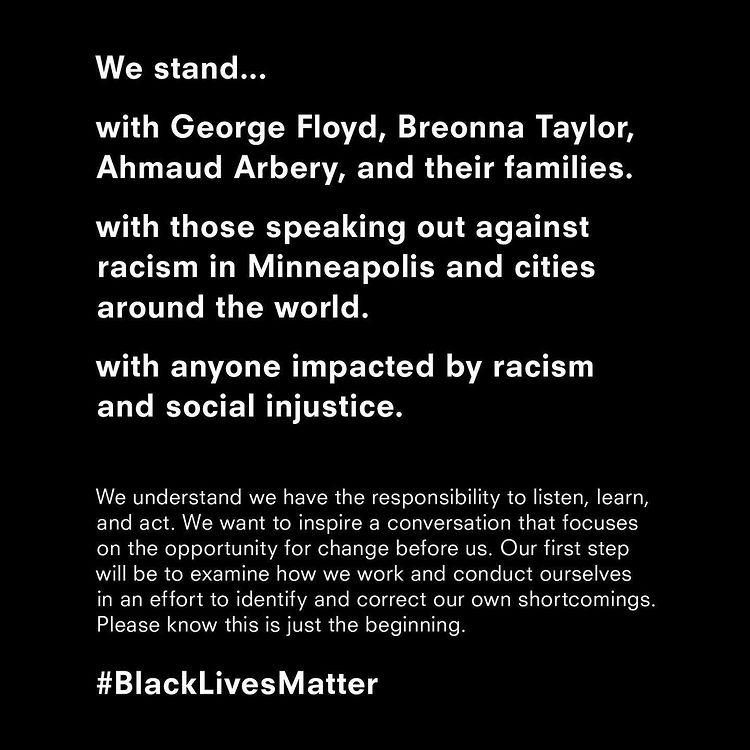 We stand...
with George Floyd, Breonna Taylor,
Ahmaud Arbery, and their families.
with those speaking out against
racism in Minneapolis and cities
around the world.
with anyone impacted by racism
and social injustice.
We understand we have the responsibility to listen, learn,
and act. We want to inspire a conversation that focuses
on the opportunity for change before us. Our first step
will be to examine how we work and conduct ourselves
in an effort to identify and correct our own shortcomings.
Please know this is just the beginning.
#BlackLivesMatter